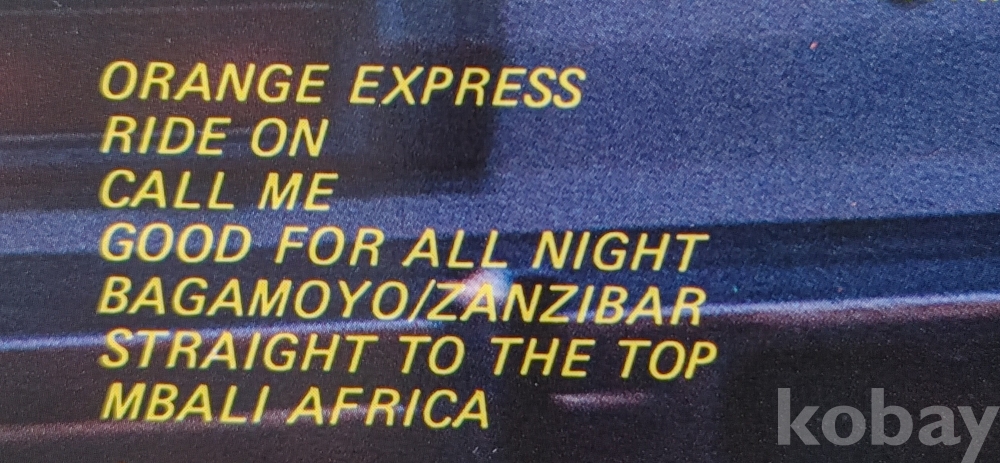 ORANGE EXPRESS
RIDE ON
CALL ME
GOOD FOR ALL NIGHT
BAGAMOYO/ZANZIBAR
STRAIGHT TO THE TOP
MBALI AFRICA
kobay